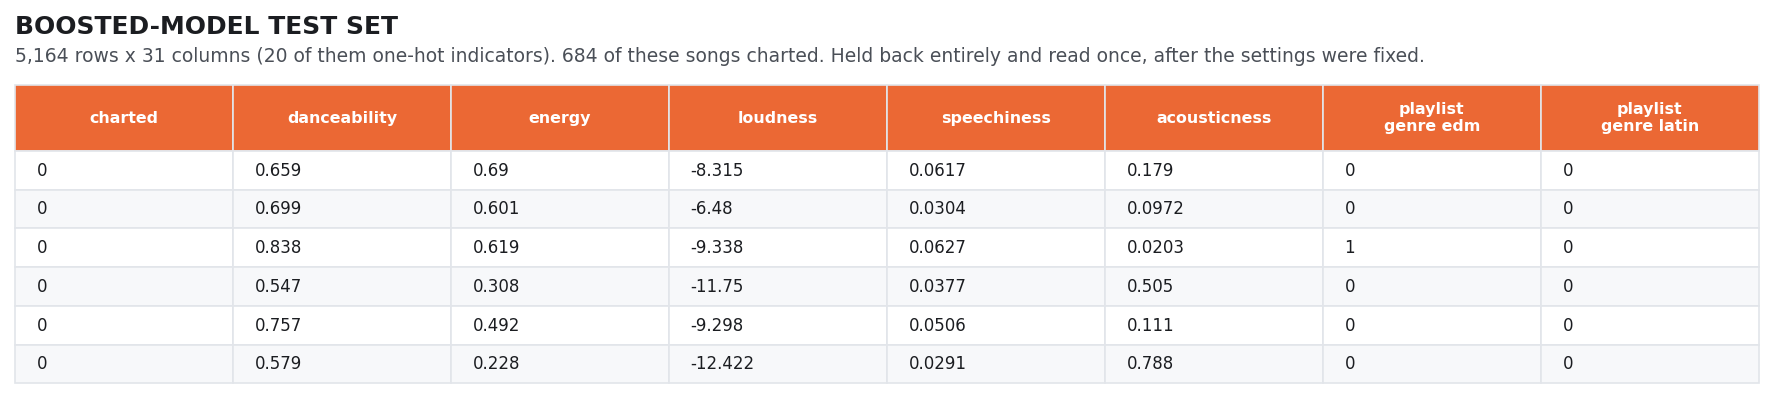 BOOSTED-MODEL TEST SET
5,164 rows x 31 columns (20 of them one-hot indicators). 684 of these songs charted. Held back entirely and read once, after the settings were fixed.
charted danceability energy loudness speechiness acousticness playlist genre edm playlist genre latin
0 0.659 0.69 -8.315 0.0617 0.179 0 0
0 0.699 0.601 -6.48 0.0304 0.0972 0 0
0 0.838 0.619 -9.338 0.0627 0.0203 1 0
0 0.547 0.308 -11.75 0.0377 0.505 0 0
0 0.757 0.492 -9.298 0.0506 0.111 0 0
0 0.579 0.228 -12.422 0.0291 0.788 0 0